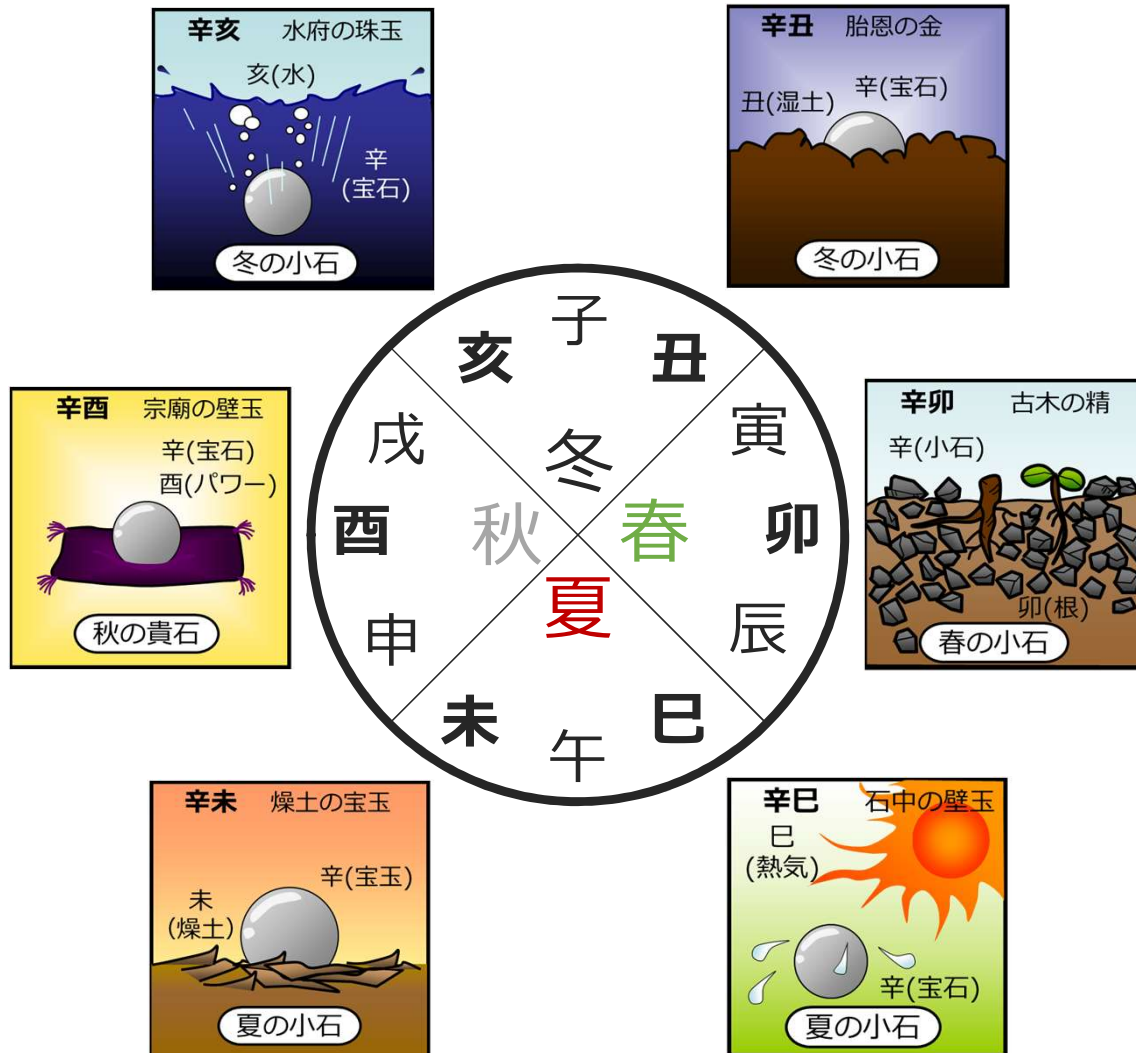 辛亥 水府の珠玉
亥(水)
辛
(宝石)
冬の小石
辛丑 胎恩の金
辛(宝石)
丑(湿土)
冬の小石
辛酉 宗廟の壁玉
辛(宝石)
酉(パワー)
秋の貴石
子
亥
丑
戌
寅
冬
酉
秋
春
卯
夏
申
辰
未
巳
午
辛卯 古木の精
辛(小石)
卯(根)
春の小石
辛未 燥土の宝玉
辛(宝玉)
未
(燥土)
夏の小石
辛巳 石中の壁玉
巳
(熱気)
辛(宝石)
夏の小石